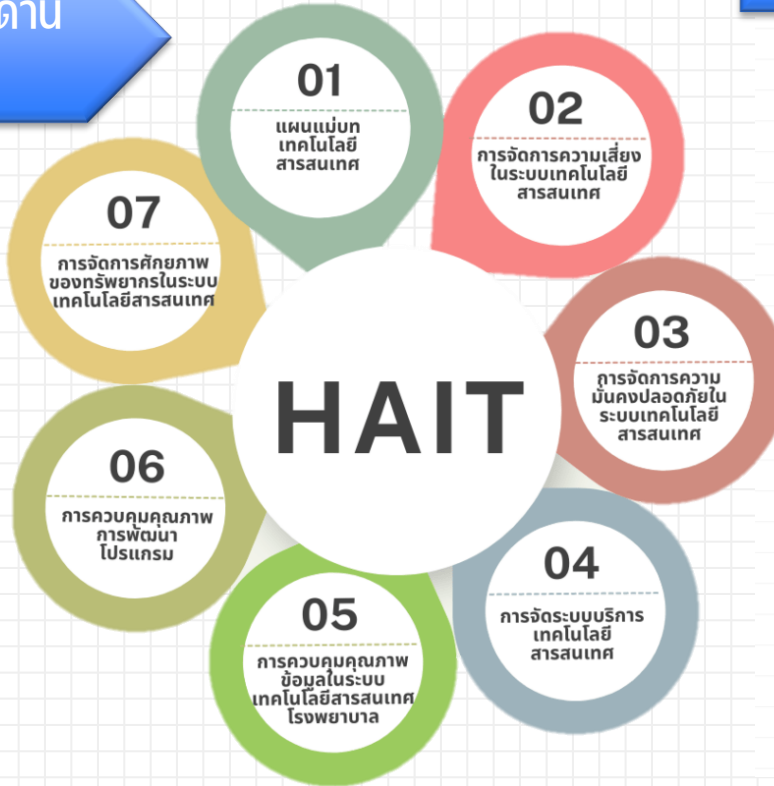 ด้าน
01
แผนแม่บท
เทคโนโลยี
สารสนเทศ
02
การจัดการความเสี่ยง
ในระบบเทคโนโลยี
สารสนเทศ
03
การจัดการความ
มั่นคงปลอดภัยใน
ระบบเทคโนโลยี
สารสนเทศ
04
การจัดระบบบริการ
เทคโนโลยี
สารสนเทศ
05
การควบคุมคุณภาพ
ข้อมูลในระบบ
เทคโนโลยีสารสนเทศ
โรงพยาบาล
06
การควบคุมคุณภาพ
การพัฒนา
โปรแกรม
07
การจัดการศักยภาพ
ของทรัพยากรในระบบ
เทคโนโลยีสารสนเทศ
HAIT